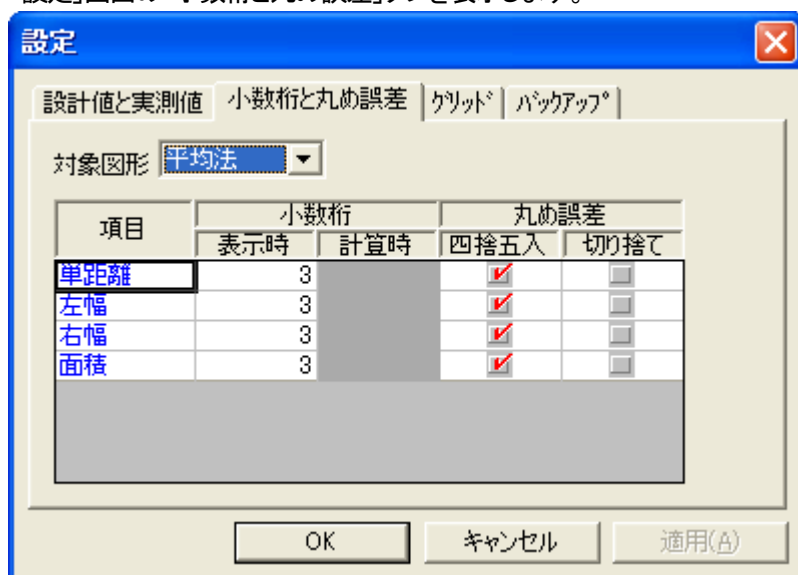 設定
設計値と実測値 小数桁と丸め誤差 グリッド バックアップ
対象図形 平均法
項目 小数桁 丸め誤差
表示時 計算時 四捨五入 切り捨て
単距離 3
左幅 3
右幅 3
面積 3
OK キャンセル 適用(A)